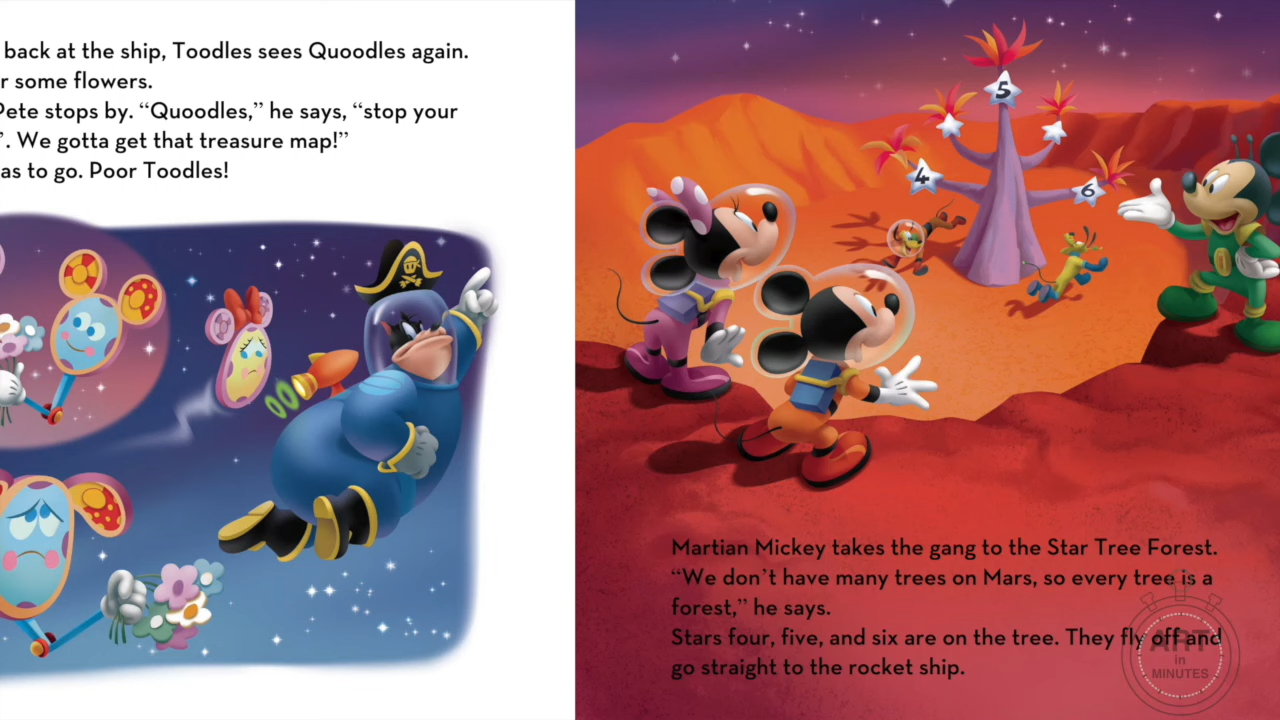 back at the ship, Toodles sees Quoodles again.
r some flowers.
Pete stops by. “Quoodles,” he says, “stop your
’. We gotta get that treasure map!”
as to go. Poor Toodles!
5
4
6
Martian Mickey takes the gang to the Star Tree Forest.
“We don’t have many trees on Mars, so every tree is a
forest,” he says.
Stars four, five, and six are on the tree. They fly off and
go straight to the rocket ship.
ART
in
MINUTES